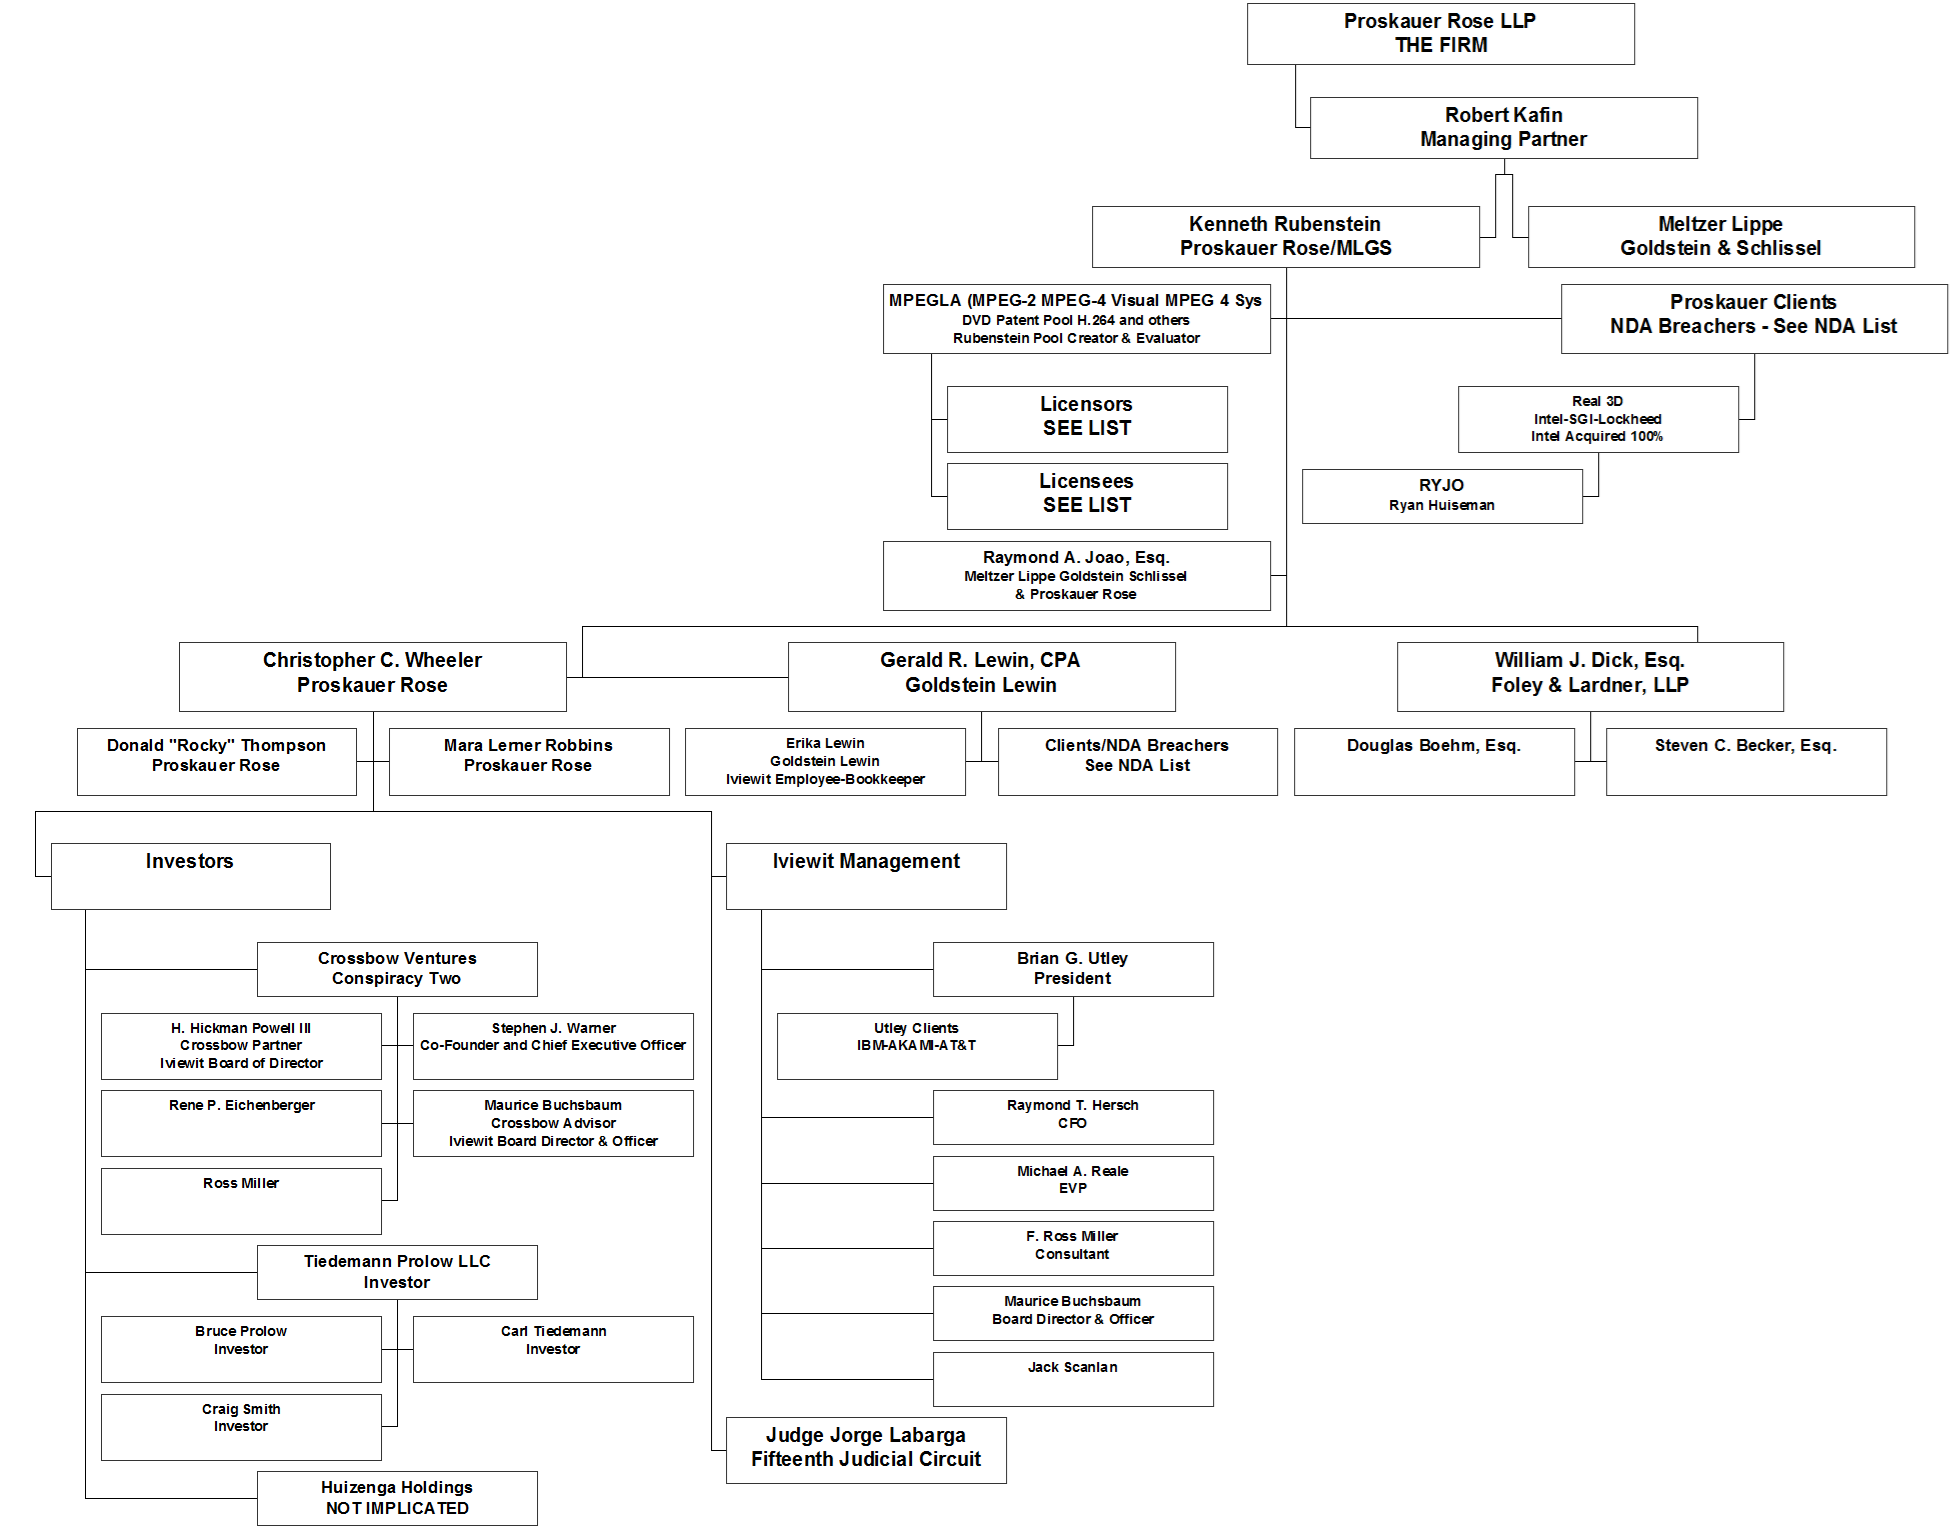 Proskauer Rose LLP
THE FIRM
Robert Kafin
Managing Partner
Kenneth Rubenstein
Proskauer Rose/MLGS
Meltzer Lippe
Goldstein & Schlissel
MPEGLA (MPEG-2 MPEG-4 Visual MPEG 4 Sys
DVD Patent Pool H.264 and others
Rubenstein Pool Creator & Evaluator
Proskauer Clients
NDA Breachers - See NDA List
Licensors
SEE LIST
Real 3D
Intel-SGI-Lockheed
Intel Acquired 100%
Licensees
SEE LIST
RYJO
Ryan Huiseman
Raymond A. Joao, Esq.
Meltzer Lippe Goldstein Schlissel
& Proskauer Rose
Christopher C. Wheeler
Proskauer Rose
Gerald R. Lewin, CPA
Goldstein Lewin
William J. Dick, Esq.
Foley & Lardner, LLP
Donald "Rocky" Thompson
Proskauer Rose
Mara Lerner Robbins
Proskauer Rose
Erika Lewin
Goldstein Lewin
Iviewit Employee-Bookkeeper
Clients/NDA Breachers
See NDA List
Douglas Boehm, Esq.
Steven C. Becker, Esq.
Investors
Iviewit Management
Crossbow Ventures
Conspiracy Two
H. Hickman Powell III
Crossbow Partner
Iviewit Board of Director
Stephen J. Warner
Co-Founder and Chief Executive Officer
Rene P. Eichenberger
Maurice Buchsbaum
Crossbow Advisor
Iviewit Board Director & Officer
Ross Miller
Tiedemann Prolow LLC
Investor
Bruce Prolow
Investor
Carl Tiedemann
Investor
Craig Smith
Investor
Huizenga Holdings
NOT IMPLICATED
Brian G. Utley
President
Utley Clients
IBM-AKAMI-AT&T
Raymond T. Hersch
CFO
Michael A. Reale
EVP
F. Ross Miller
Consultant
Maurice Buchsbaum
Board Director & Officer
Jack Scanlan
Judge Jorge Labarga
Fifteenth Judicial Circuit